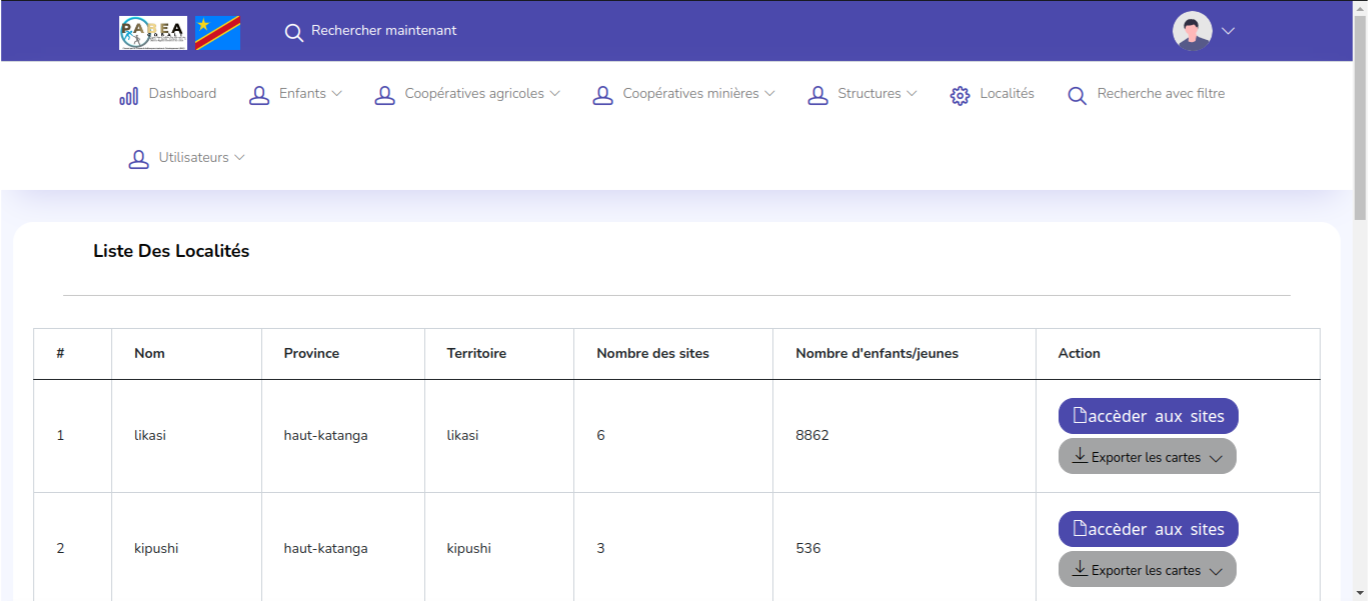 PABEA
Rechercher maintenant
Dashboard Enfants Coopératives agricoles Coopératives minières Structures Localités Recherche avec filtre
Utilisateurs
Liste Des Localités
# Nom Province Territoire Nombre des sites Nombre d'enfants/jeunes Action
1 likasi haut-katanga likasi 6 8862 accèder aux sites
Exporter les cartes
2 kipushi haut-katanga kipushi 3 536 accèder aux sites
Exporter les cartes